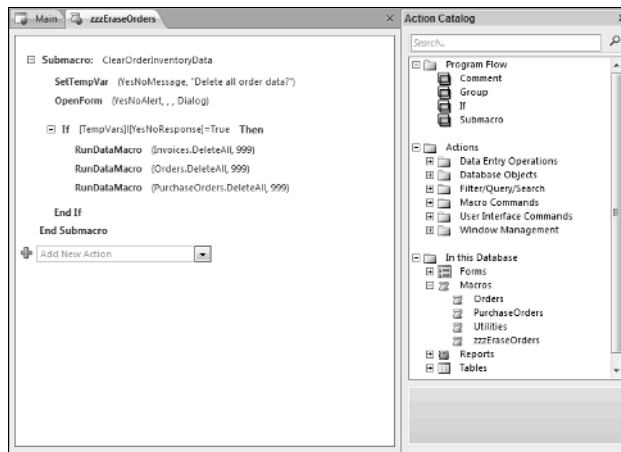 Main
zzzEraseOrders
Submacro: ClearOrderInventoryData
SetTempVar (YesNoMessage, "Delete all order data?")
OpenForm (YesNoAlert, , , Dialog)
If [TempVars]![YesNoResponse]=True Then
RunDataMacro (Invoices.DeleteAll, 999)
RunDataMacro (Orders.DeleteAll, 999)
RunDataMacro (PurchaseOrders.DeleteAll, 999)
End If
End Submacro
Add New Action
Action Catalog
Search...
Program Flow
Comment
Group
If
Submacro
Actions
Data Entry Operations
Database Objects
Filter/Query/Search
Macro Commands
User Interface Commands
Window Management
In this Database
Forms
Macros
Orders
PurchaseOrders
Utilities
zzzEraseOrders
Reports
Tables